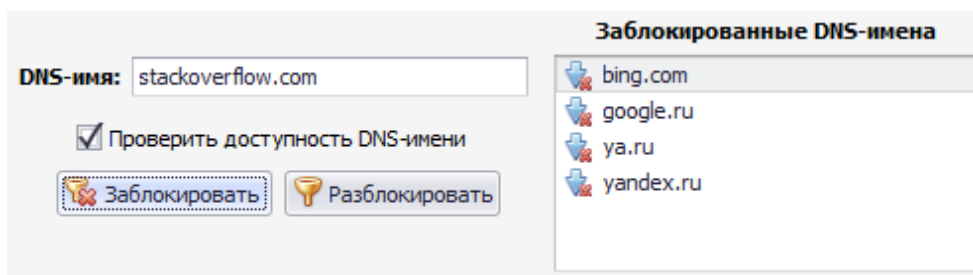 Заблокированные DNS-имена
DNS-имя: stackoverflow.com
Проверить доступность DNS-имени
Заблокировать Разблокировать
bing.com
google.ru
ya.ru
yandex.ru